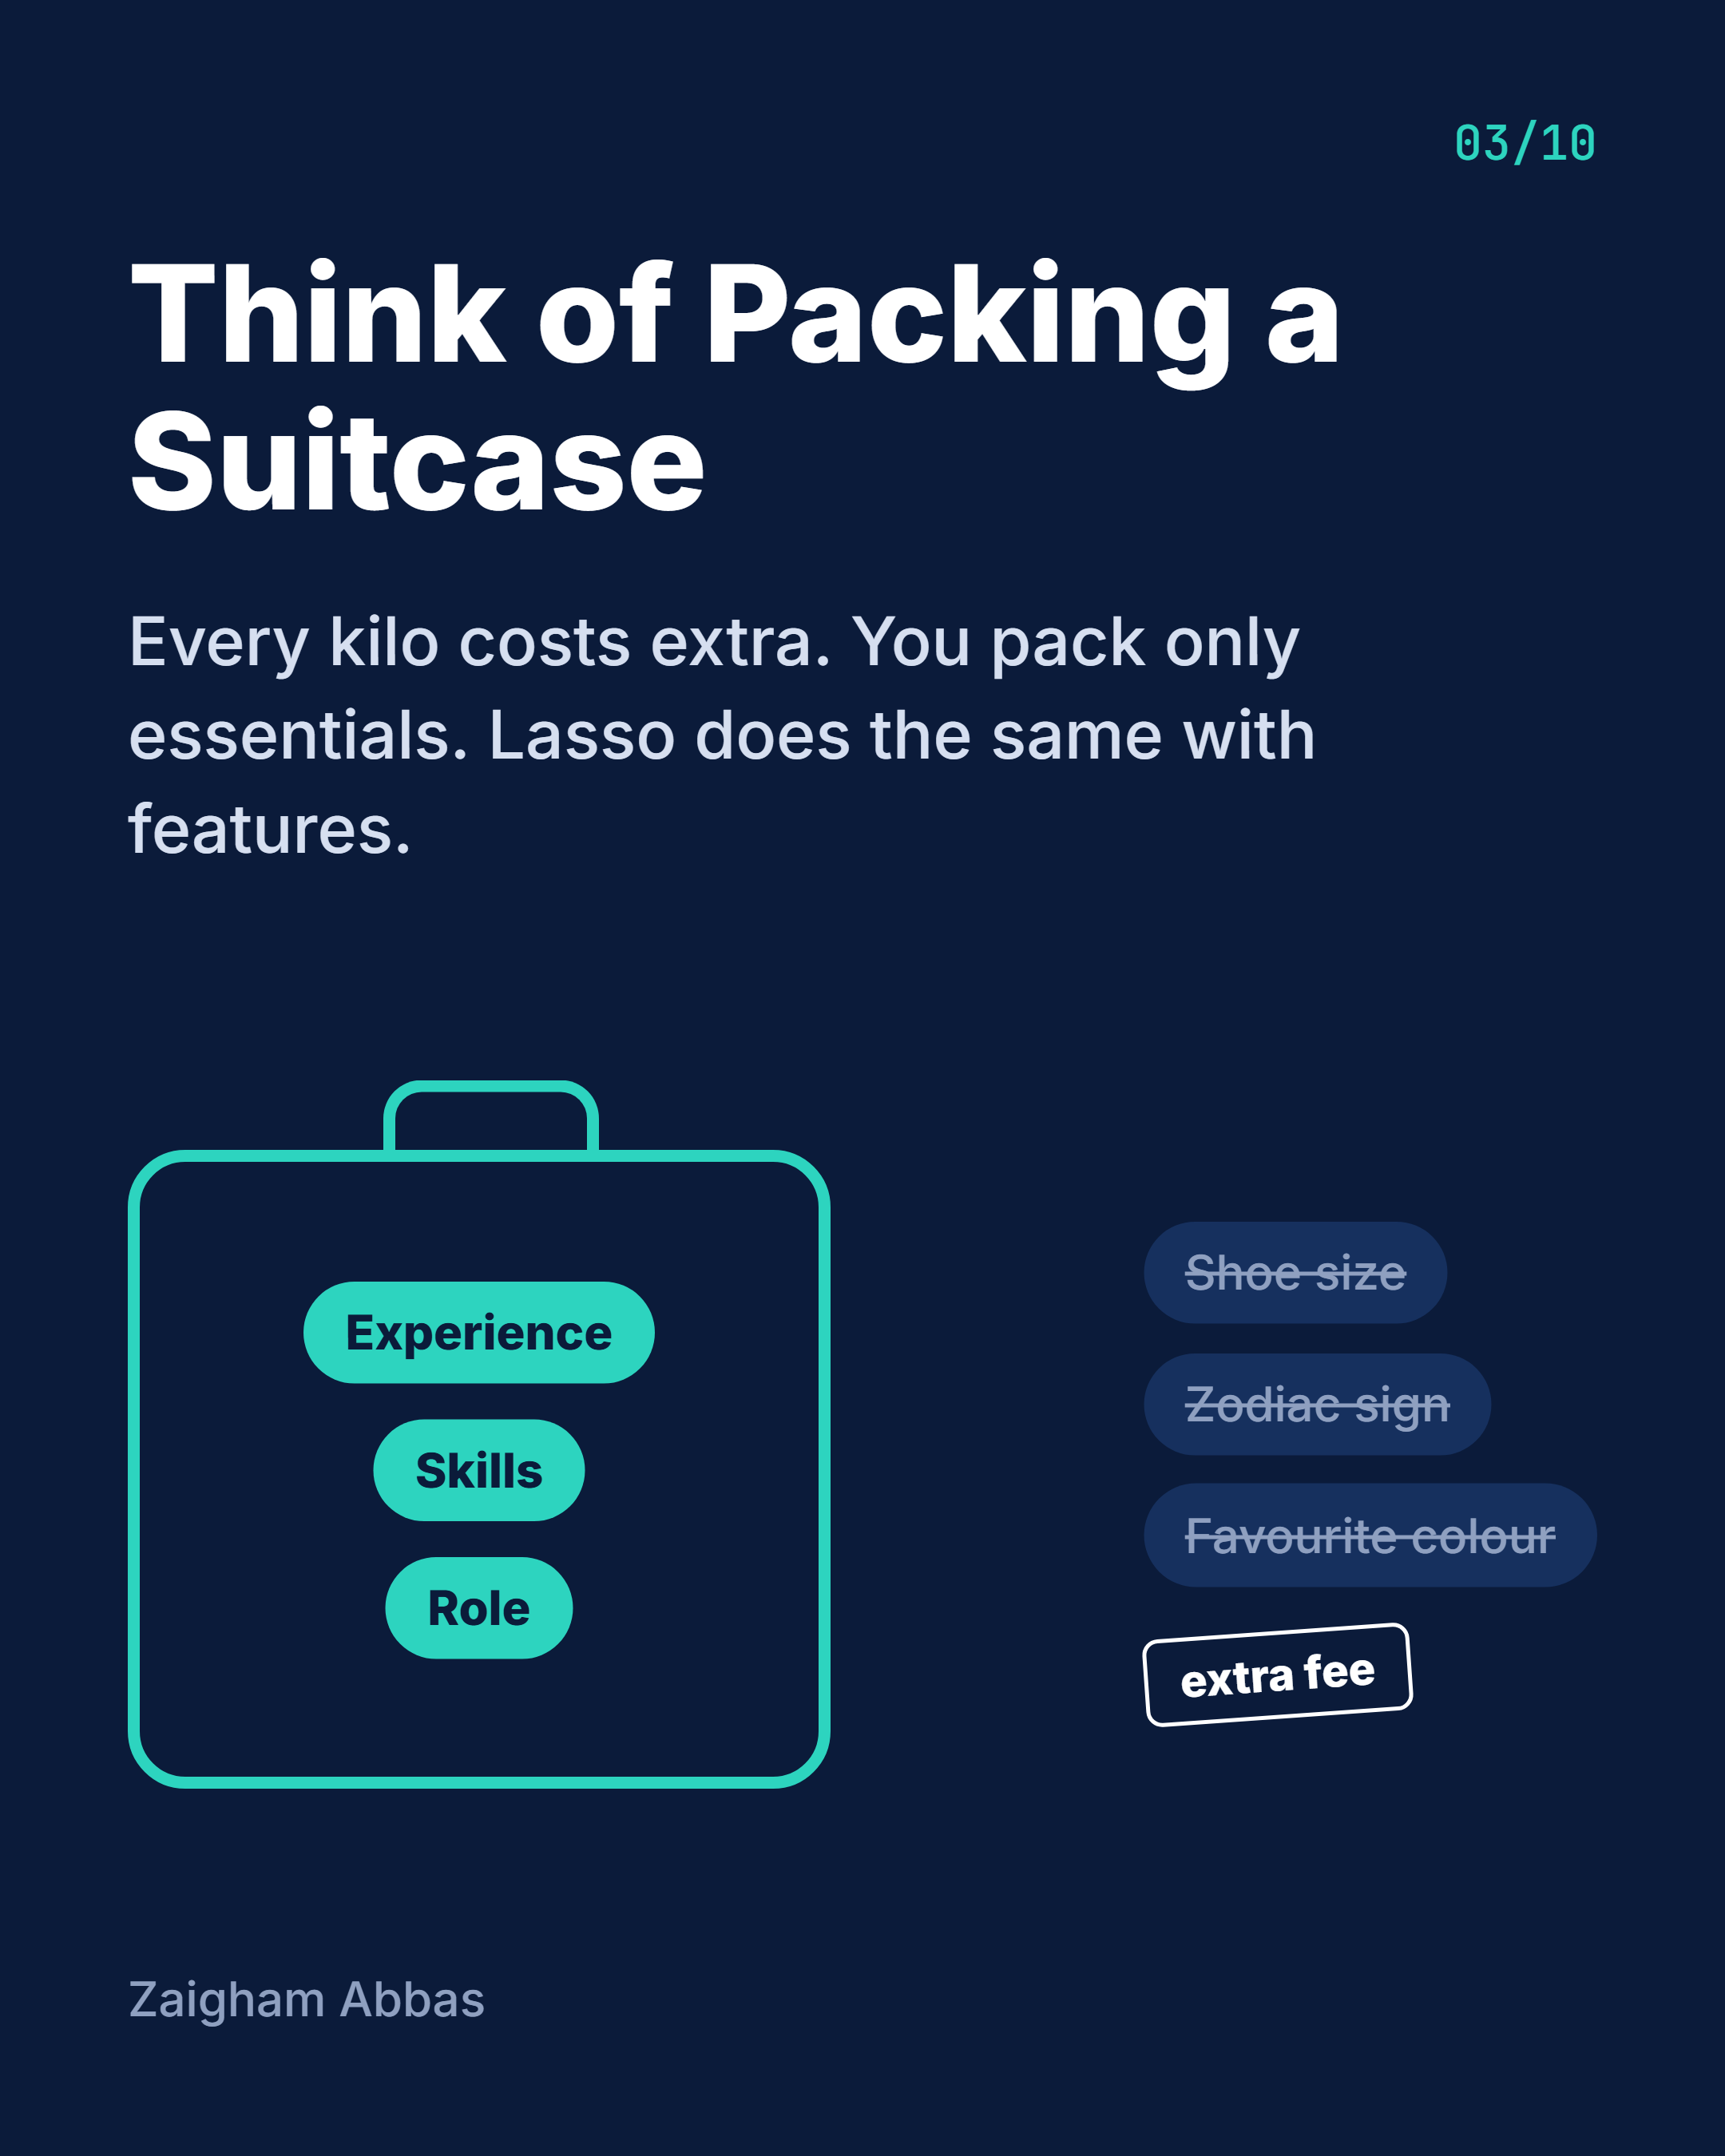 03/10
Think of Packing a
Suitcase
Every kilo costs extra. You pack only
essentials. Lasso does the same with
features.
Experience
Skills
Role
Shoe size
Zodiac sign
Favourite colour
extra fee
Zaigham Abbas